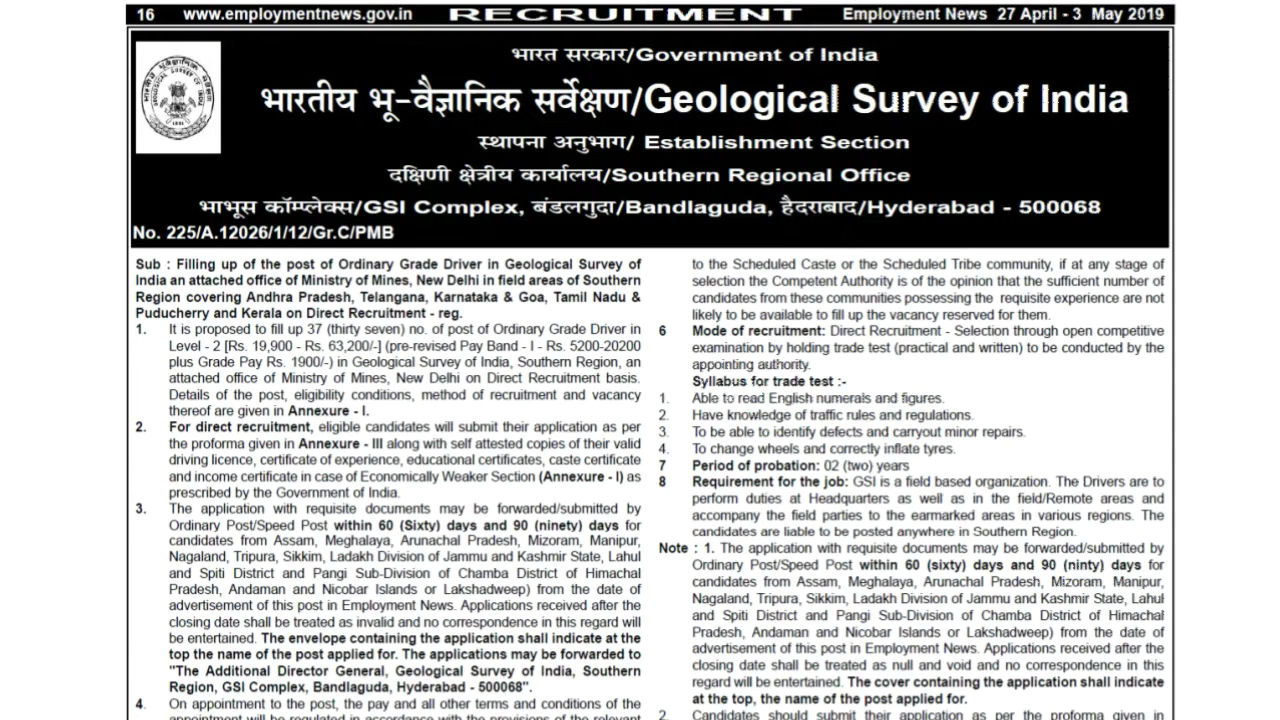 16 www.employmentnews.gov.in RECRUITMENT Employment News 27 April - 3 May 2019
भारत सरकार/Government of India
भारतीय भू-वैज्ञानिक सर्वेक्षण/Geological Survey of India
स्थापना अनुभाग/ Establishment Section
दक्षिणी क्षेत्रीय कार्यालय/Southern Regional Office
भाभूस कॉम्प्लेक्स/GSI Complex, बंडलगुदा/Bandlaguda, हैदराबाद/Hyderabad - 500068
No. 225/A.12026/1/12/Gr.C/PMB
Sub : Filling up of the post of Ordinary Grade Driver in Geological Survey of
India an attached office of Ministry of Mines, New Delhi in field areas of Southern
Region covering Andhra Pradesh, Telangana, Karnataka & Goa, Tamil Nadu &
Puducherry and Kerala on Direct Recruitment - reg.
1. It is proposed to fill up 37 (thirty seven) no. of post of Ordinary Grade Driver in
Level - 2 [Rs. 19,900 - Rs. 63,200/-] (pre-revised Pay Band - I - Rs. 5200-20200
plus Grade Pay Rs. 1900/-) in Geological Survey of India, Southern Region, an
attached office of Ministry of Mines, New Delhi on Direct Recruitment basis.
Details of the post, eligibility conditions, method of recruitment and vacancy
thereof are given in Annexure - I.
2. For direct recruitment, eligible candidates will submit their application as per
the proforma given in Annexure - III along with self attested copies of their valid
driving licence, certificate of experience, educational certificates, caste certificate
and income certificate in case of Economically Weaker Section (Annexure - I) as
prescribed by the Government of India.
3. The application with requisite documents may be forwarded/submitted by
Ordinary Post/Speed Post within 60 (Sixty) days and 90 (ninety) days for
candidates from Assam, Meghalaya, Arunachal Pradesh, Mizoram, Manipur,
Nagaland, Tripura, Sikkim, Ladakh Division of Jammu and Kashmir State, Lahul
and Spiti District and Pangi Sub-Division of Chamba District of Himachal
Pradesh, Andaman and Nicobar Islands or Lakshadweep) from the date of
advertisement of this post in Employment News. Applications received after the
closing date shall be treated as invalid and no correspondence in this regard will
be entertained. The envelope containing the application shall indicate at the
top the name of the post applied for. The applications may be forwarded to
"The Additional Director General, Geological Survey of India, Southern
Region, GSI Complex, Bandlaguda, Hyderabad - 500068".
4. On appointment to the post, the pay and all other terms and conditions of the
appointment will be regulated in accordance with the provisions of the relevant
to the Scheduled Caste or the Scheduled Tribe community, if at any stage of
selection the Competent Authority is of the opinion that the sufficient number of
candidates from these communities possessing the requisite experience are not
likely to be available to fill up the vacancy reserved for them.
6 Mode of recruitment: Direct Recruitment - Selection through open competitive
examination by holding trade test (practical and written) to be conducted by the
appointing authority.
Syllabus for trade test :-
1. Able to read English numerals and figures.
2. Have knowledge of traffic rules and regulations.
3. To be able to identify defects and carryout minor repairs.
4. To change wheels and correctly inflate tyres.
7 Period of probation: 02 (two) years
8 Requirement for the job: GSI is a field based organization. The Drivers are to
perform duties at Headquarters as well as in the field/Remote areas and
accompany the field parties to the earmarked areas in various regions. The
candidates are liable to be posted anywhere in Southern Region.
Note : 1. The application with requisite documents may be forwarded/submitted by
Ordinary Post/Speed Post within 60 (sixty) days and 90 (ninty) days for
candidates from Assam, Meghalaya, Arunachal Pradesh, Mizoram, Manipur,
Nagaland, Tripura, Sikkim, Ladakh Division of Jammu and Kashmir State, Lahul
and Spiti District and Pangi Sub-Division of Chamba District of Himachal
Pradesh, Andaman and Nicobar Islands or Lakshadweep) from the date of
advertisement of this post in Employment News. Applications received after the
closing date shall be treated as null and void and no correspondence in this
regard will be entertained. The cover containing the application shall indicate
at the top, the name of the post applied for.
2. Candidates should submit their application as per the proforma given in